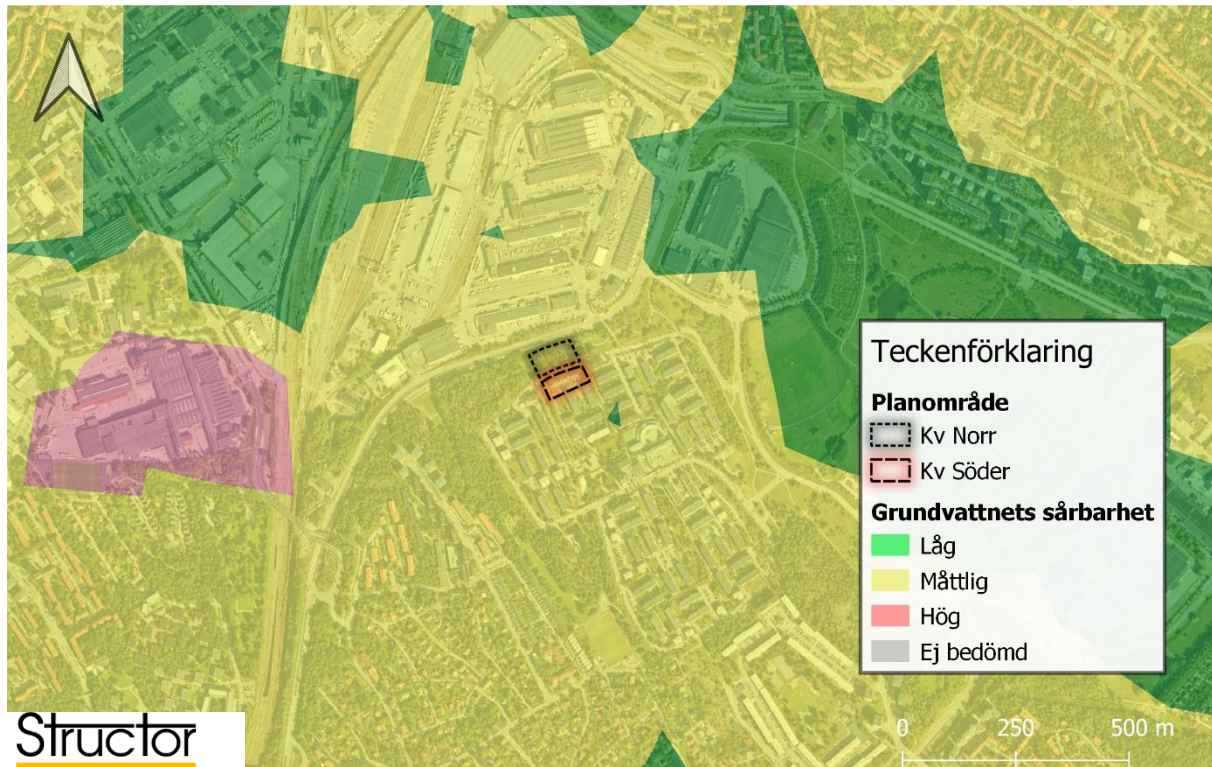 Teckenförklaring
Planområde
Kv Norr
Kv Söder
Grundvattnets sårbarhet
Låg
Måttlig
Hög
Ej bedömd
0 250 500 m
Structor